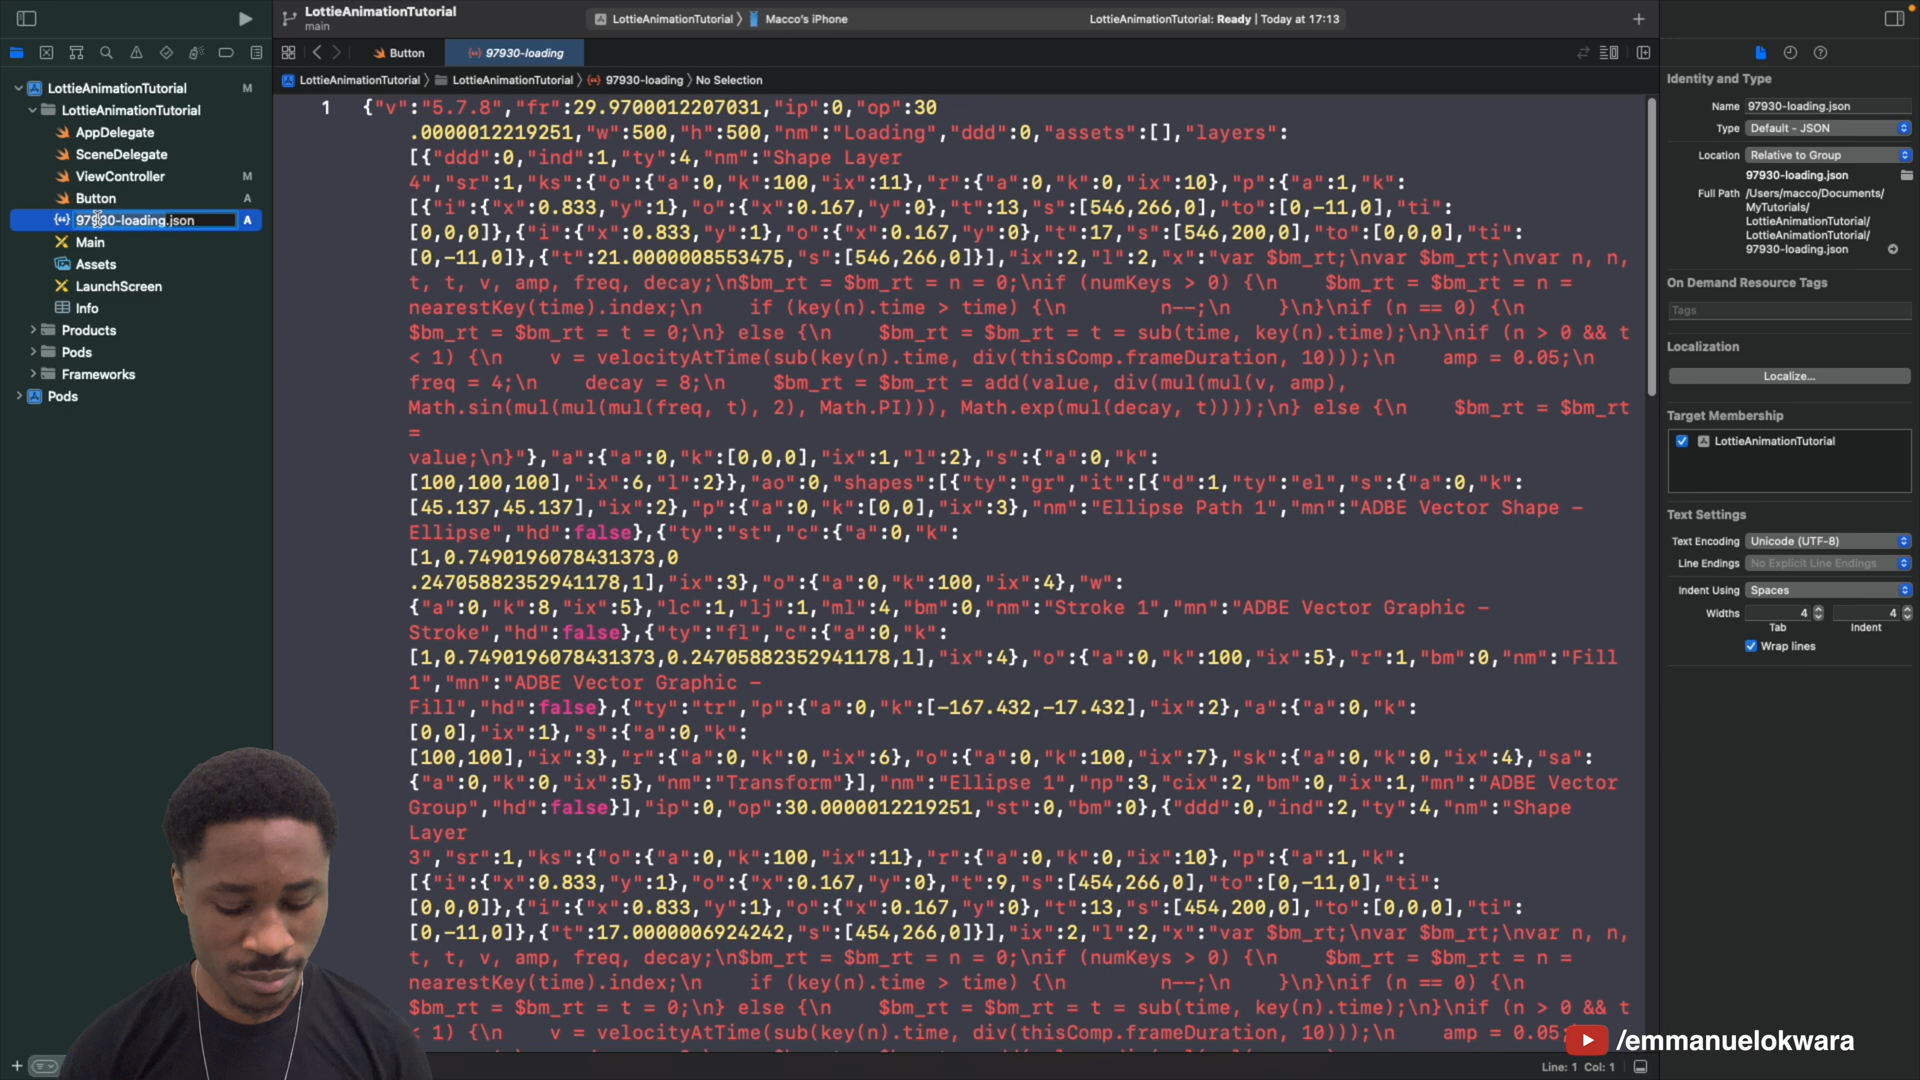 LottieAnimationTutorial
main
LottieAnimationTutorial
Macco's iPhone
LottieAnimationTutorial: Ready | Today at 17:13
Button
97930-loading
LottieAnimationTutorial
LottieAnimationTutorial
97930-loading
No Selection
LottieAnimationTutorial M
LottieAnimationTutorial
AppDelegate
SceneDelegate
ViewController M
Button A
97930-loading.json A
Main
Assets
LaunchScreen
Info
Products
Pods
Frameworks
Pods
1 {"v":"5.7.8","fr":29.9700012207031,"ip":0,"op":30
.0000012219251,"w":500,"h":500,"nm":"Loading","ddd":0,"assets":[],"layers":
[{"ddd":0,"ind":1,"ty":4,"nm":"Shape Layer
4","sr":1,"ks":{"o":{"a":0,"k":100,"ix":11},"r":{"a":0,"k":0,"ix":10},"p":{"a":1,"k":
[{"i":{"x":0.833,"y":1},"o":{"x":0.167,"y":0},"t":13,"s":[546,266,0],"to":[0,-11,0],"ti":
[0,0,0]},{"i":{"x":0.833,"y":1},"o":{"x":0.167,"y":0},"t":17,"s":[546,200,0],"to":[0,0,0],"ti":
[0,-11,0]},{"t":21.0000008553475,"s":[546,266,0]}],"ix":2,"l":2,"x":"var $bm_rt;\nvar $bm_rt;\nvar n, n,
t, t, v, amp, freq, decay;\n$bm_rt = $bm_rt = n = 0;\nif (numKeys > 0) {\n    $bm_rt = $bm_rt = n =
nearestKey(time).index;\n    if (key(n).time > time) {\n        n--;\n    }\n}\nif (n == 0) {\n
$bm_rt = $bm_rt = t = 0;\n} else {\n    $bm_rt = $bm_rt = t = sub(time, key(n).time);\n}\nif (n > 0 && t
< 1) {\n    v = velocityAtTime(sub(key(n).time, div(thisComp.frameDuration, 10)));\n    amp = 0.05;\n
freq = 4;\n    decay = 8;\n    $bm_rt = $bm_rt = add(value, div(mul(mul(v, amp),
Math.sin(mul(mul(mul(freq, t), 2), Math.PI))), Math.exp(mul(decay, t))));\n} else {\n    $bm_rt = $bm_rt
=
value;\n}"},"a":{"a":0,"k":[0,0,0],"ix":1,"l":2},"s":{"a":0,"k":
[100,100,100],"ix":6,"l":2}},"ao":0,"shapes":[{"ty":"gr","it":[{"d":1,"ty":"el","s":{"a":0,"k":
[45.137,45.137],"ix":2},"p":{"a":0,"k":[0,0],"ix":3},"nm":"Ellipse Path 1","mn":"ADBE Vector Shape –
Ellipse","hd":false},{"ty":"st","c":{"a":0,"k":
[1,0.7490196078431373,0
.24705882352941178,1],"ix":3},"o":{"a":0,"k":100,"ix":4},"w":
{"a":0,"k":8,"ix":5},"lc":1,"lj":1,"ml":4,"bm":0,"nm":"Stroke 1","mn":"ADBE Vector Graphic –
Stroke","hd":false},{"ty":"fl","c":{"a":0,"k":
[1,0.7490196078431373,0.24705882352941178,1],"ix":4},"o":{"a":0,"k":100,"ix":5},"r":1,"bm":0,"nm":"Fill
1","mn":"ADBE Vector Graphic –
Fill","hd":false},{"ty":"tr","p":{"a":0,"k":[-167.432,-17.432],"ix":2},"a":{"a":0,"k":
[0,0],"ix":1},"s":{"a":0,"k":
[100,100],"ix":3},"r":{"a":0,"k":0,"ix":6},"o":{"a":0,"k":100,"ix":7},"sk":{"a":0,"k":0,"ix":4},"sa":
{"a":0,"k":0,"ix":5},"nm":"Transform"}],"nm":"Ellipse 1","np":3,"cix":2,"bm":0,"ix":1,"mn":"ADBE Vector
Group","hd":false}],"ip":0,"op":30.0000012219251,"st":0,"bm":0},{"ddd":0,"ind":2,"ty":4,"nm":"Shape
Layer
3","sr":1,"ks":{"o":{"a":0,"k":100,"ix":11},"r":{"a":0,"k":0,"ix":10},"p":{"a":1,"k":
[{"i":{"x":0.833,"y":1},"o":{"x":0.167,"y":0},"t":9,"s":[454,266,0],"to":[0,-11,0],"ti":
[0,0,0]},{"i":{"x":0.833,"y":1},"o":{"x":0.167,"y":0},"t":13,"s":[454,200,0],"to":[0,0,0],"ti":
[0,-11,0]},{"t":17.0000006924242,"s":[454,266,0]}],"ix":2,"l":2,"x":"var $bm_rt;\nvar $bm_rt;\nvar n, n,
t, t, v, amp, freq, decay;\n$bm_rt = $bm_rt = n = 0;\nif (numKeys > 0) {\n    $bm_rt = $bm_rt = n =
nearestKey(time).index;\n    if (key(n).time > time) {\n        n--;\n    }\n}\nif (n == 0) {\n
$bm_rt = $bm_rt = t = 0;\n} else {\n    $bm_rt = $bm_rt = t = sub(time, key(n).time);\n}\nif (n > 0 && t
< 1) {\n    v = velocityAtTime(sub(key(n).time, div(thisComp.frameDuration, 10)));\n    amp = 0.05;
Identity and Type
Name 97930-loading.json
Type Default - JSON
Location Relative to Group
97930-loading.json
Full Path /Users/macco/Documents/
MyTutorials/
LottieAnimationTutorial/
LottieAnimationTutorial/
97930-loading.json
On Demand Resource Tags
Tags
Localization
Localize...
Target Membership
LottieAnimationTutorial
Text Settings
Text Encoding Unicode (UTF-8)
Line Endings No Explicit Line Endings
Indent Using Spaces
Widths 4 4
Tab Indent
Wrap lines
/emmanuelokwara
Line: 1 Col: 1